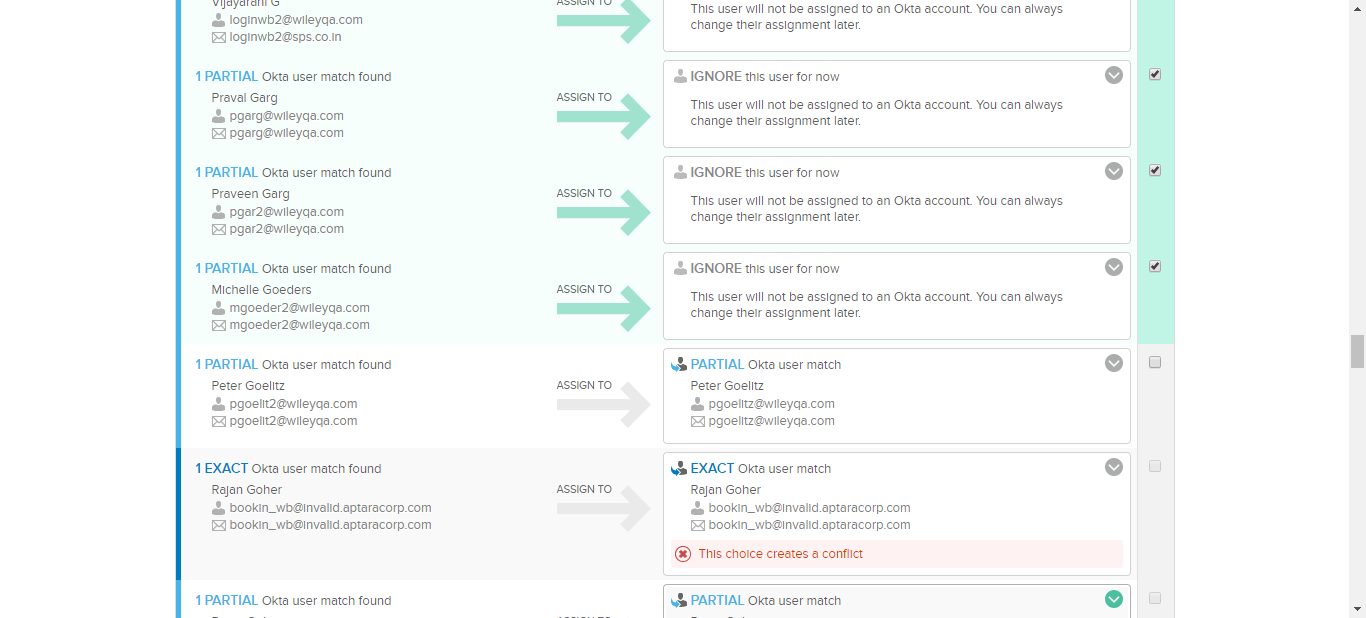 Vijayarani G
loginwb2@wileyqa.com
loginwb2@sps.co.in
ASSIGN TO
This user will not be assigned to an Okta account. You can always
change their assignment later.
1 PARTIAL Okta user match found
Praval Garg
pgarg@wileyqa.com
pgarg@wileyqa.com
ASSIGN TO
IGNORE this user for now
This user will not be assigned to an Okta account. You can always
change their assignment later.
1 PARTIAL Okta user match found
Praveen Garg
pgar2@wileyqa.com
pgar2@wileyqa.com
ASSIGN TO
IGNORE this user for now
This user will not be assigned to an Okta account. You can always
change their assignment later.
1 PARTIAL Okta user match found
Michelle Goeders
mgoeder2@wileyqa.com
mgoeder2@wileyqa.com
ASSIGN TO
IGNORE this user for now
This user will not be assigned to an Okta account. You can always
change their assignment later.
1 PARTIAL Okta user match found
Peter Goelitz
pgoelit2@wileyqa.com
pgoelit2@wileyqa.com
ASSIGN TO
PARTIAL Okta user match
Peter Goelitz
pgoelitz@wileyqa.com
pgoelitz@wileyqa.com
1 EXACT Okta user match found
Rajan Goher
bookin_wb@invalid.aptaracorp.com
bookin_wb@invalid.aptaracorp.com
ASSIGN TO
EXACT Okta user match
Rajan Goher
bookin_wb@invalid.aptaracorp.com
bookin_wb@invalid.aptaracorp.com
This choice creates a conflict
1 PARTIAL Okta user match found
PARTIAL Okta user match